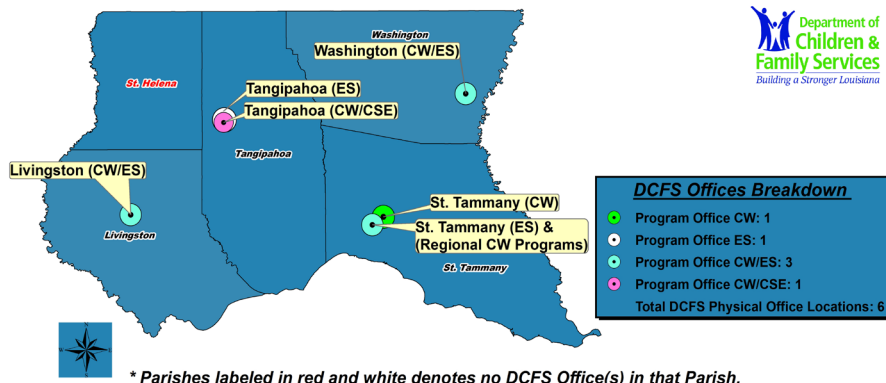 Department of
Children &
Family Services
Building a Stronger Louisiana
Washington (CW/ES)
Washington
St. Helena
Tangipahoa (ES)
Tangipahoa (CW/CSE)
Tangipahoa
Livingston (CW/ES)
Livingston
St. Tammany (CW)
St. Tammany (ES) &
(Regional CW Programs)
St. Tammany
DCFS Offices Breakdown
Program Office CW: 1
Program Office ES: 1
Program Office CW/ES: 3
Program Office CW/CSE: 1
Total DCFS Physical Office Locations: 6
N
W E
S
* Parishes labeled in red and white denotes no DCFS Office(s) in that Parish.